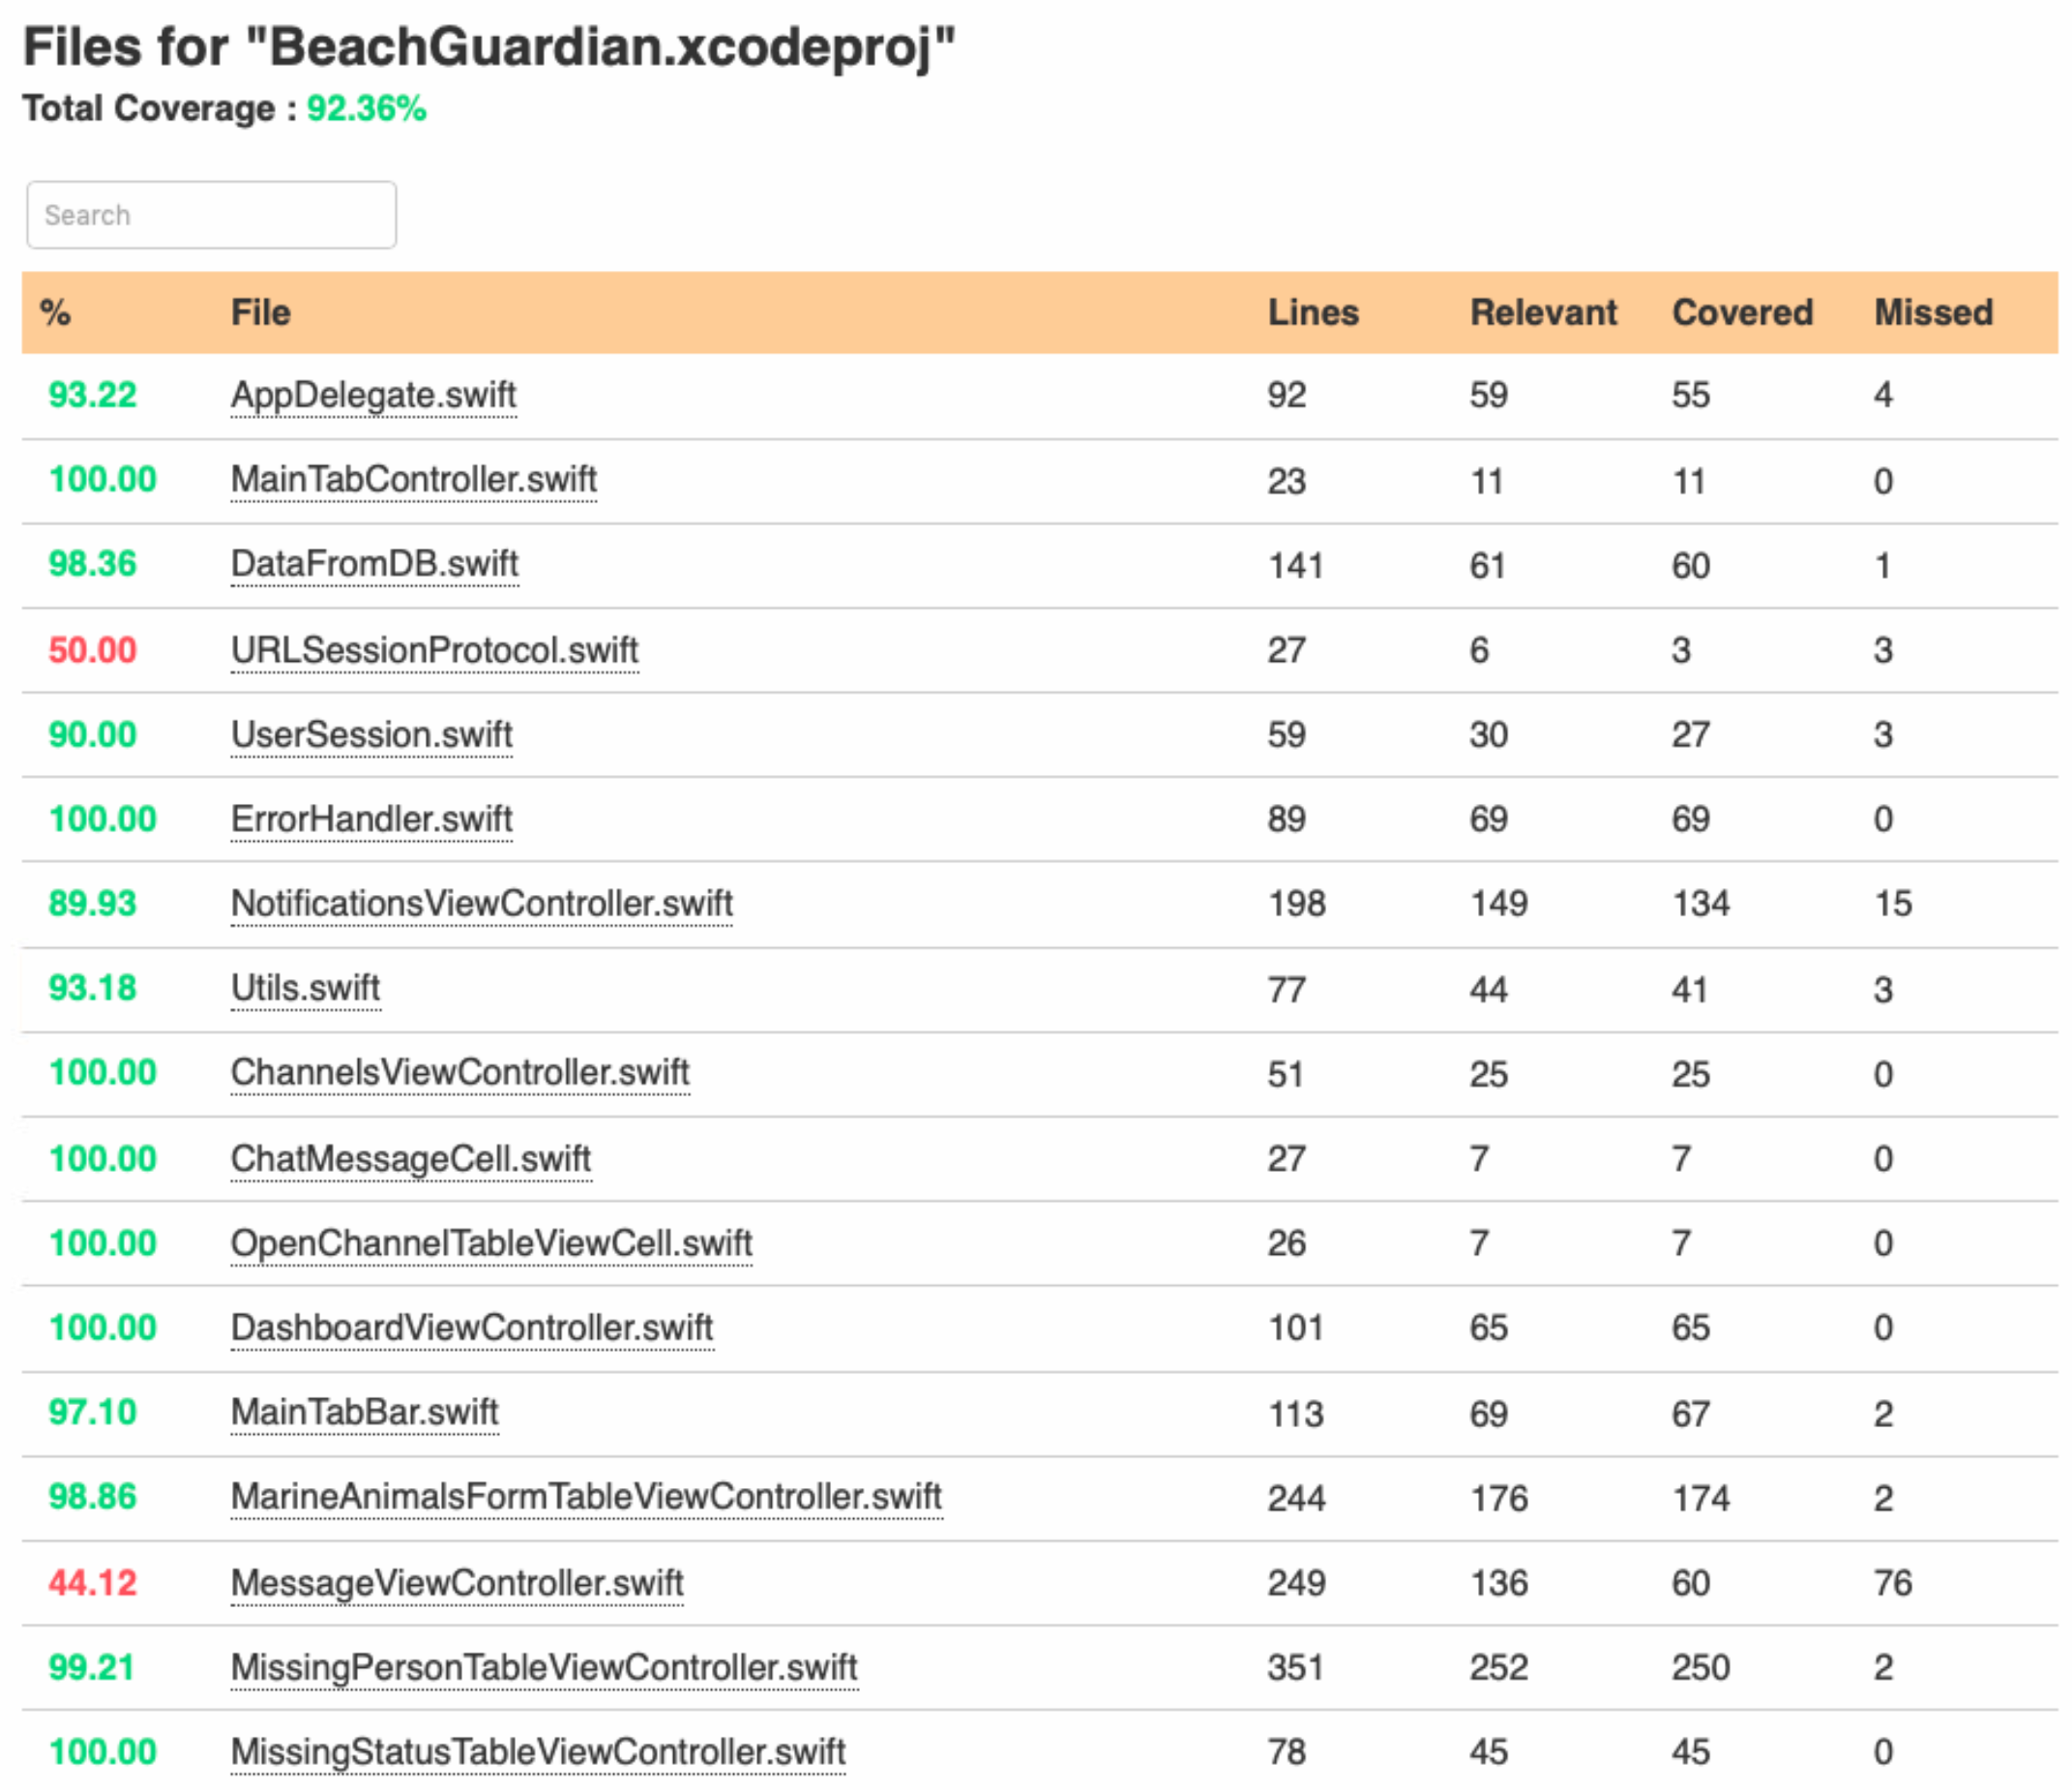 Files for "BeachGuardian.xcodeproj"
Total Coverage : 92.36%
Search
% File Lines Relevant Covered Missed
93.22 AppDelegate.swift 92 59 55 4
100.00 MainTabController.swift 23 11 11 0
98.36 DataFromDB.swift 141 61 60 1
50.00 URLSessionProtocol.swift 27 6 3 3
90.00 UserSession.swift 59 30 27 3
100.00 ErrorHandler.swift 89 69 69 0
89.93 NotificationsViewController.swift 198 149 134 15
93.18 Utils.swift 77 44 41 3
100.00 ChannelsViewController.swift 51 25 25 0
100.00 ChatMessageCell.swift 27 7 7 0
100.00 OpenChannelTableViewCell.swift 26 7 7 0
100.00 DashboardViewController.swift 101 65 65 0
97.10 MainTabBar.swift 113 69 67 2
98.86 MarineAnimalsFormTableViewController.swift 244 176 174 2
44.12 MessageViewController.swift 249 136 60 76
99.21 MissingPersonTableViewController.swift 351 252 250 2
100.00 MissingStatusTableViewController.swift 78 45 45 0